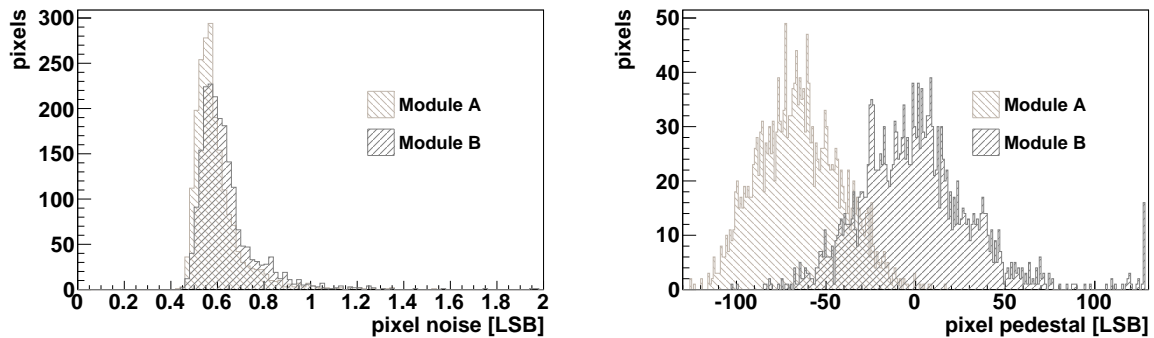 pixels
300
250
200
150
100
50
0
Module A
Module B
0 0.2 0.4 0.6 0.8 1 1.2 1.4 1.6 1.8 2
pixel noise [LSB]
pixels
50
40
30
20
10
0
Module A
Module B
-100 -50 0 50 100
pixel pedestal [LSB]